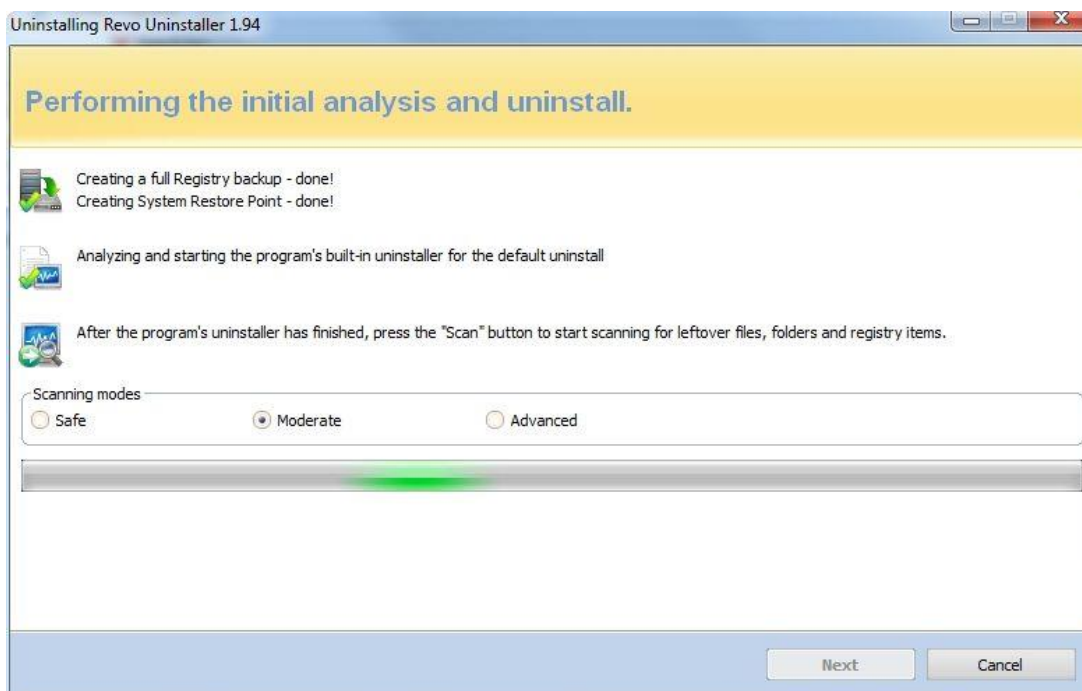 Uninstalling Revo Uninstaller 1.94
Performing the initial analysis and uninstall.
Creating a full Registry backup - done!
Creating System Restore Point - done!
Analyzing and starting the program's built-in uninstaller for the default uninstall
After the program's uninstaller has finished, press the "Scan" button to start scanning for leftover files, folders and registry items.
Scanning modes
Safe Moderate Advanced
Next Cancel